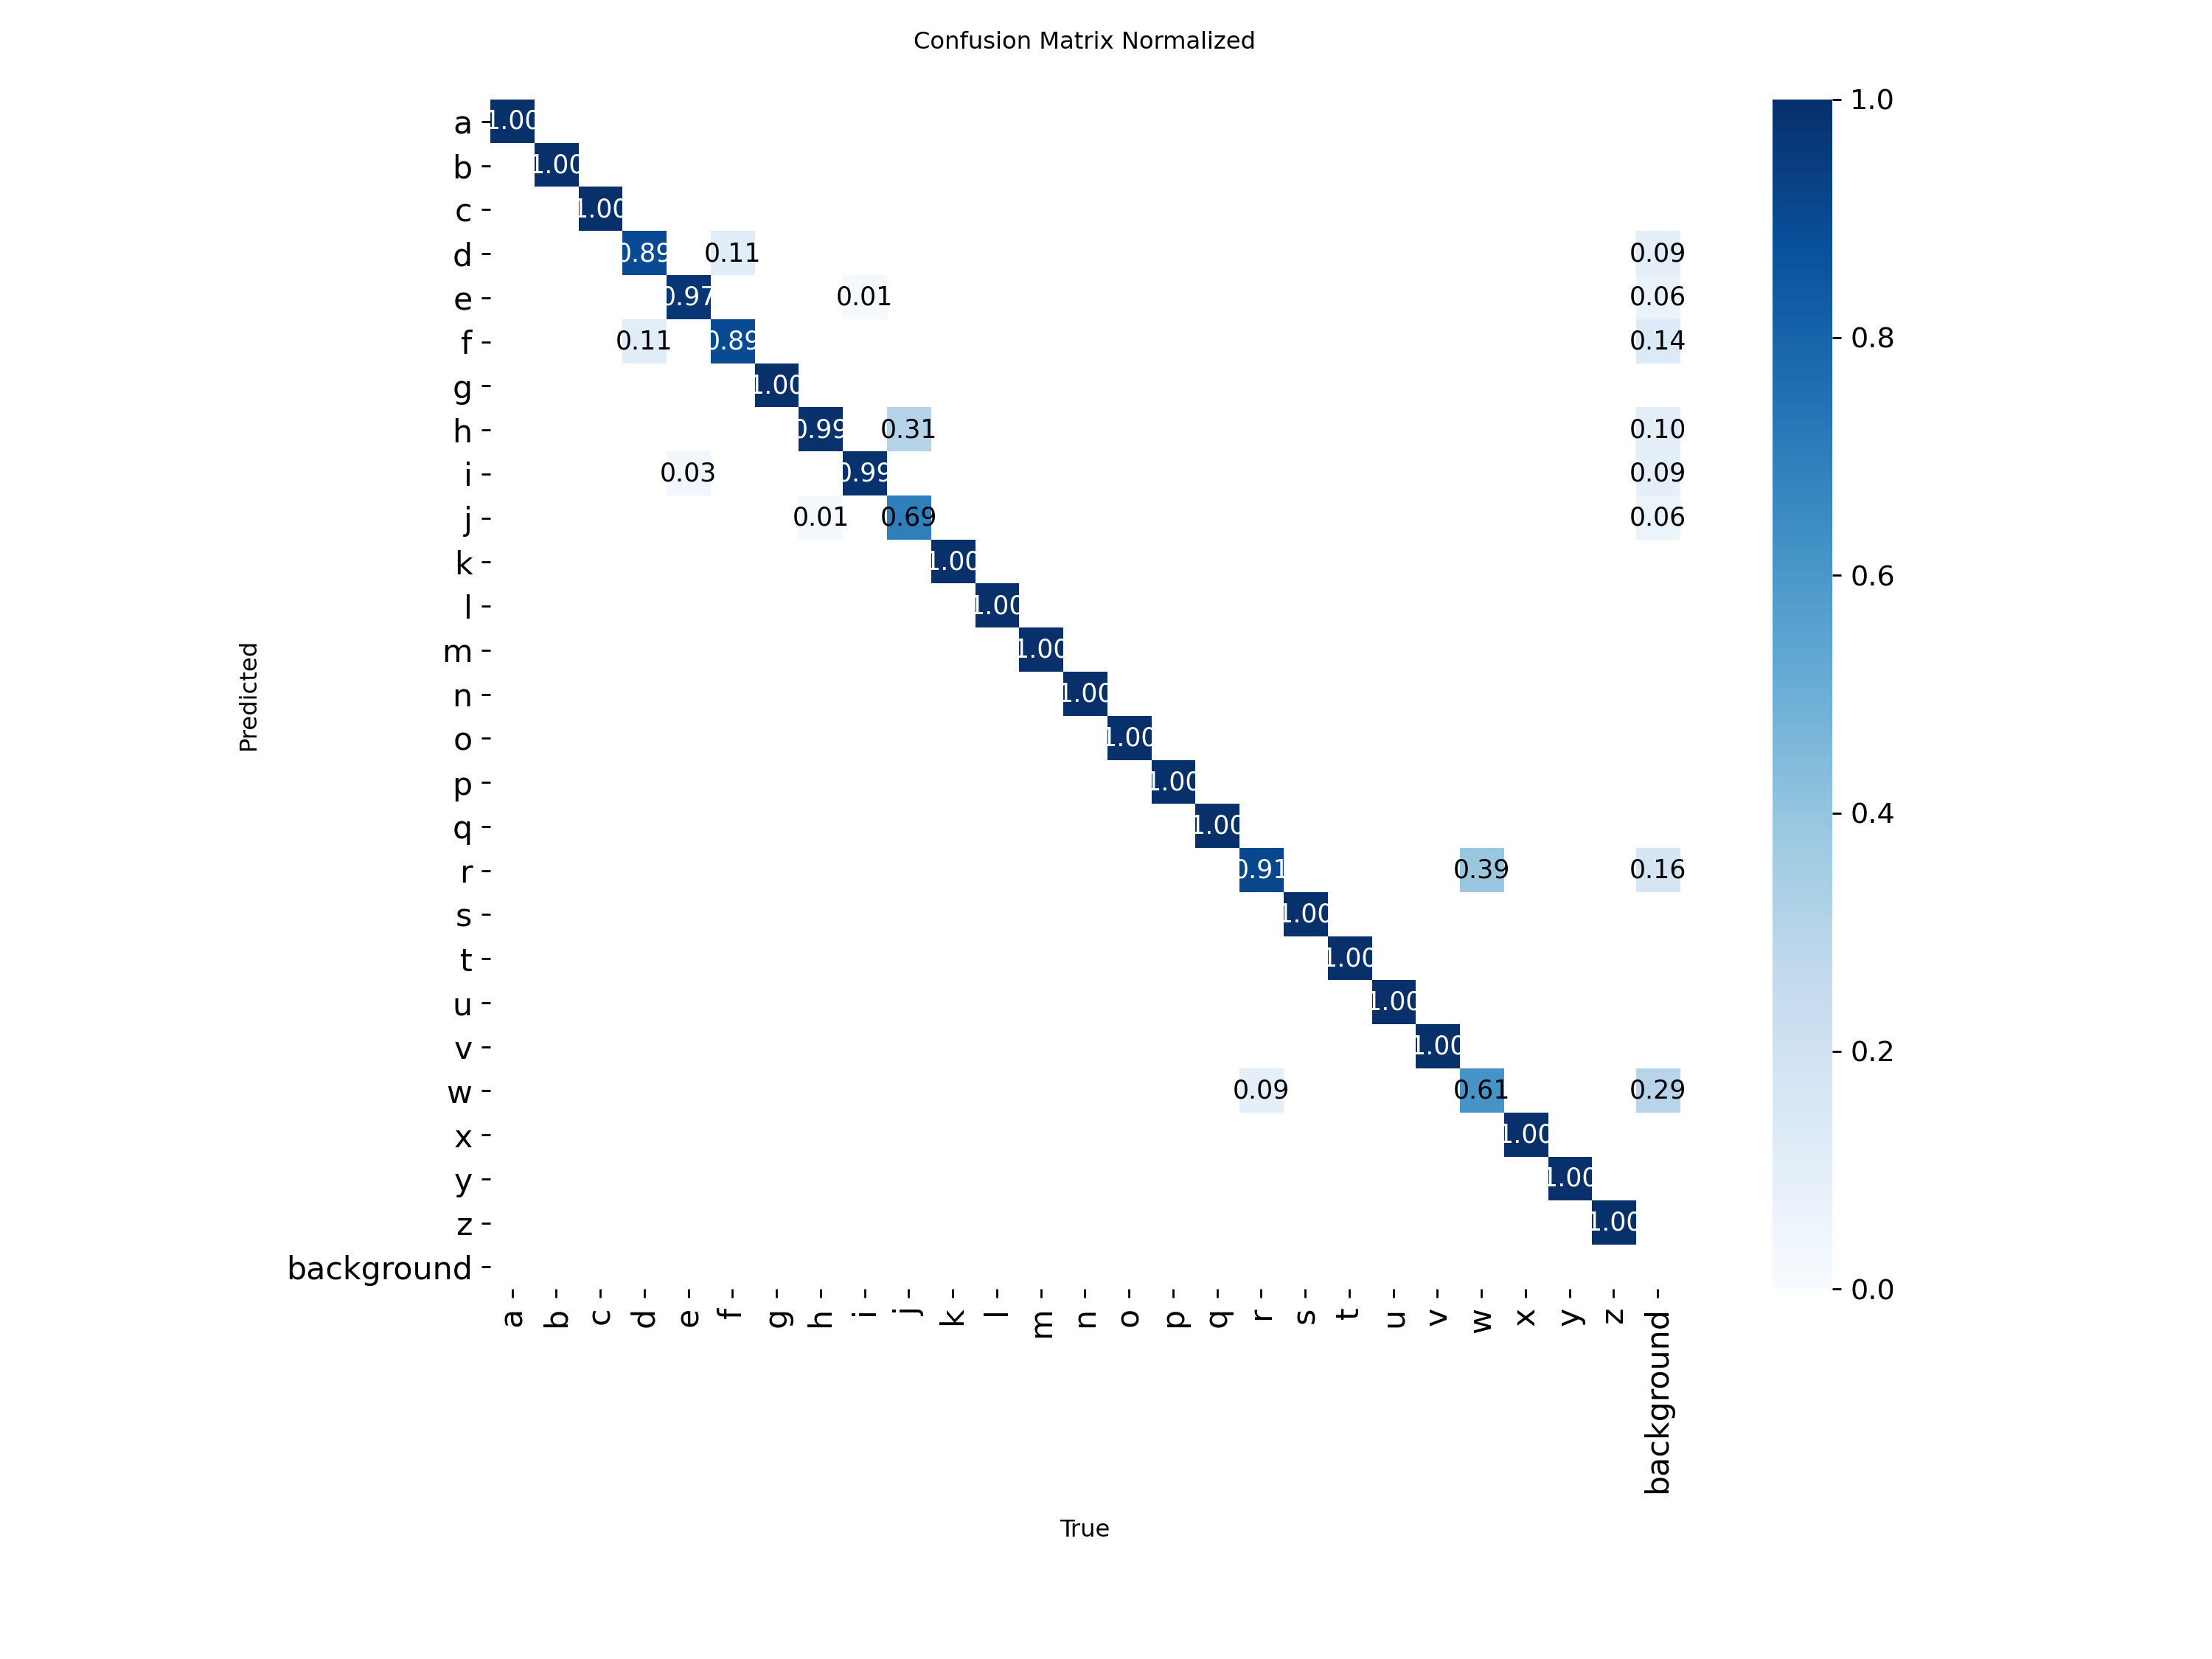 Confusion Matrix Normalized
a 1.00
b 1.00
c 1.00
d 0.89 0.11 0.09
e 0.97 0.01 0.06
f 0.11 0.89 0.14
g 1.00
h 0.99 0.31 0.10
i 0.03 0.99 0.09
j 0.01 0.69 0.06
k 1.00
l 1.00
m 1.00
n 1.00
o 1.00
p 1.00
q 1.00
r 0.91 0.39 0.16
s 1.00
t 1.00
u 1.00
v 1.00
w 0.09 0.61 0.29
x 1.00
y 1.00
z 1.00
background
a b c d e f g h i j k l m n o p q r s t u v w x y z background
Predicted
True
1.0
0.8
0.6
0.4
0.2
0.0